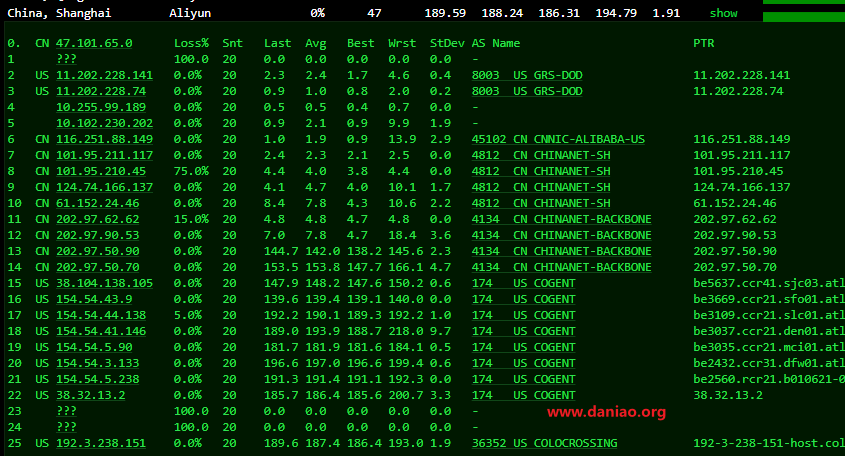 China, Shanghai Aliyun 0% 47 189.59 188.24 186.31 194.79 1.91 show
0. CN 47.101.65.0 Loss% Snt Last Avg Best Wrst StDev AS Name PTR
1 ??? 100.0 20 0.0 0.0 0.0 0.0 0.0 -
2 US 11.202.228.141 0.0% 20 2.3 2.4 1.7 4.6 0.4 8003 US GRS-DOD 11.202.228.141
3 US 11.202.228.74 0.0% 20 0.9 1.0 0.8 2.0 0.2 8003 US GRS-DOD 11.202.228.74
4 10.255.99.189 0.0% 20 0.5 0.5 0.4 0.7 0.0 -
5 10.102.230.202 0.0% 20 0.9 2.1 0.9 9.9 1.9 -
6 CN 116.251.88.149 0.0% 20 1.0 1.9 0.9 13.9 2.9 45102 CN CNNIC-ALIBABA-US 116.251.88.149
7 CN 101.95.211.117 0.0% 20 2.4 2.3 2.1 2.5 0.0 4812 CN CHINANET-SH 101.95.211.117
8 CN 101.95.210.45 75.0% 20 4.4 4.0 3.8 4.4 0.0 4812 CN CHINANET-SH 101.95.210.45
9 CN 124.74.166.137 0.0% 20 4.1 4.7 4.0 10.1 1.7 4812 CN CHINANET-SH 124.74.166.137
10 CN 61.152.24.46 0.0% 20 8.4 7.8 4.3 10.6 2.2 4812 CN CHINANET-SH 61.152.24.46
11 CN 202.97.62.62 15.0% 20 4.8 4.8 4.7 4.8 0.0 4134 CN CHINANET-BACKBONE 202.97.62.62
12 CN 202.97.90.53 0.0% 20 7.0 7.8 4.7 18.4 3.6 4134 CN CHINANET-BACKBONE 202.97.90.53
13 CN 202.97.50.90 0.0% 20 144.7 142.0 138.2 145.6 2.3 4134 CN CHINANET-BACKBONE 202.97.50.90
14 CN 202.97.50.70 0.0% 20 153.5 153.8 147.7 166.1 4.7 4134 CN CHINANET-BACKBONE 202.97.50.70
15 US 38.104.138.105 0.0% 20 147.9 148.2 147.6 150.2 0.6 174 US COGENT be5637.ccr41.sjc03.atl
16 US 154.54.43.9 0.0% 20 139.6 139.4 139.1 140.0 0.0 174 US COGENT be3669.ccr21.sfo01.atl
17 US 154.54.44.138 5.0% 20 192.2 190.1 189.3 192.2 1.0 174 US COGENT be3109.ccr21.slc01.atl
18 US 154.54.41.146 0.0% 20 189.0 193.9 188.7 218.0 9.7 174 US COGENT be3037.ccr21.den01.atl
19 US 154.54.5.90 0.0% 20 181.7 181.9 181.6 184.1 0.5 174 US COGENT be3035.ccr21.mci01.atl
20 US 154.54.3.133 0.0% 20 196.6 197.0 196.6 199.4 0.6 174 US COGENT be2432.ccr31.dfw01.atl
21 US 154.54.5.238 0.0% 20 191.3 191.4 191.1 192.3 0.0 174 US COGENT be2560.rcr21.b010621-0
22 US 38.32.13.2 0.0% 20 185.7 186.4 185.6 200.7 3.3 174 US COGENT 38.32.13.2
23 ??? 100.0 20 0.0 0.0 0.0 0.0 0.0 - www.daniao.org
24 ??? 100.0 20 0.0 0.0 0.0 0.0 0.0 -
25 US 192.3.238.151 0.0% 20 189.6 187.4 186.4 193.0 1.9 36352 US COLOCROSSING 192-3-238-151-host.col